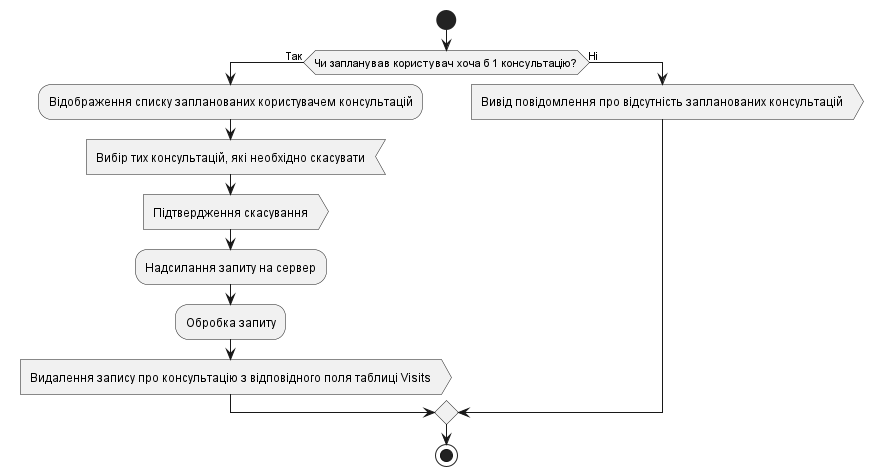 Чи запланував користувач хоча б 1 консультацію?
Так
Ні
Відображення списку запланованих користувачем консультацій
Вивід повідомлення про відсутність запланованих консультацій
Вибір тих консультацій, які необхідно скасувати
Підтвердження скасування
Надсилання запиту на сервер
Обробка запиту
Видалення запису про консультацію з відповідного поля таблиці Visits